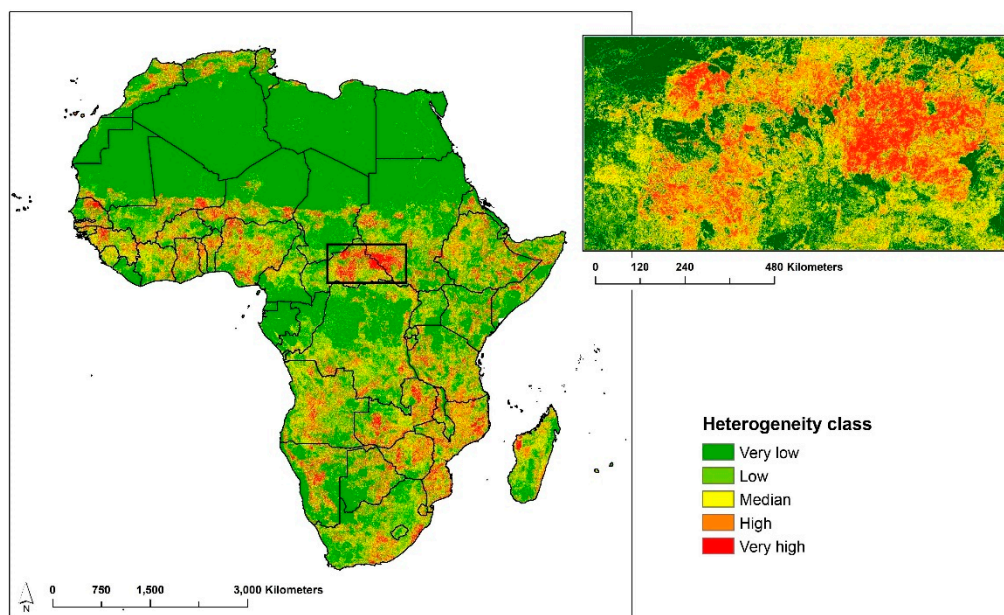 0 120 240 480 Kilometers
Heterogeneity class
Very low
Low
Median
High
Very high
0 750 1,500 3,000 Kilometers
N